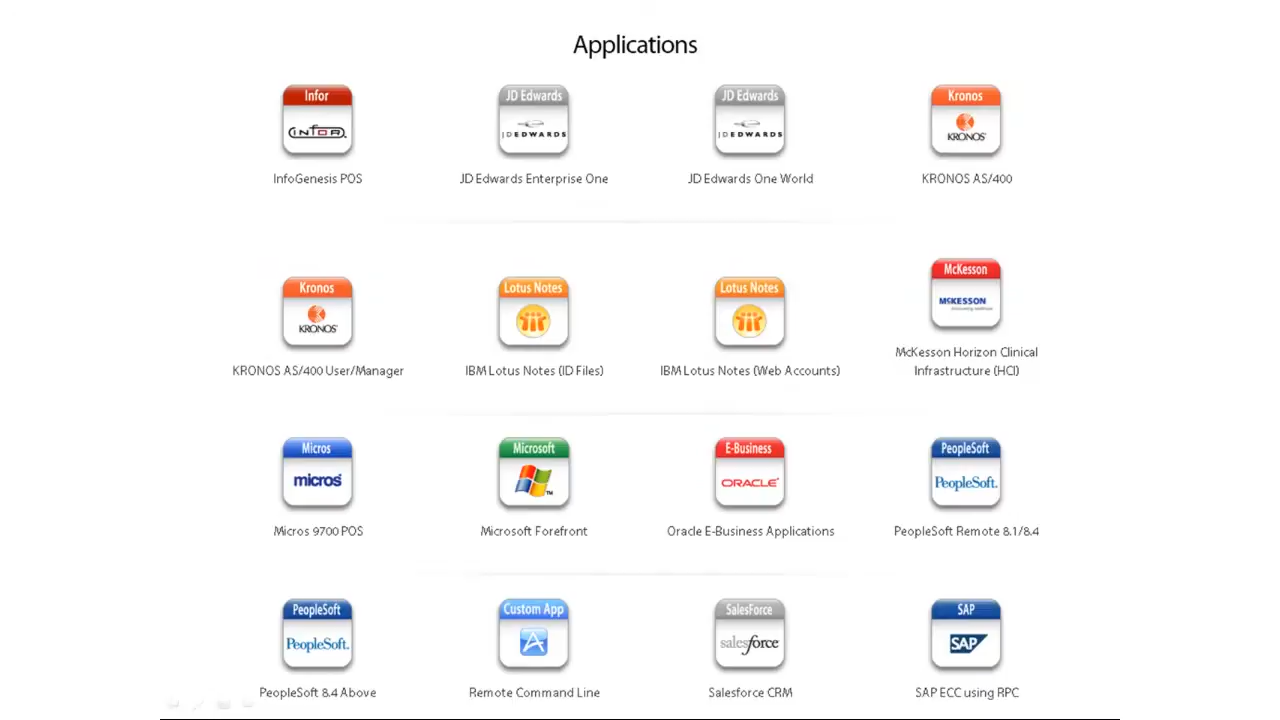 Applications
Infor
INFOR
InfoGenesis POS
JD Edwards
JDEDWARDS
JD Edwards Enterprise One
JD Edwards
JDEDWARDS
JD Edwards One World
Kronos
KRONOS
KRONOS AS/400
Kronos
KRONOS
KRONOS AS/400 User/Manager
Lotus Notes
IBM Lotus Notes (ID Files)
Lotus Notes
IBM Lotus Notes (Web Accounts)
McKesson
MCKESSON
McKesson Horizon Clinical
Infrastructure (HCI)
Micros
micros
Micros 9700 POS
Microsoft
TM
Microsoft Forefront
E-Business
ORACLE
Oracle E-Business Applications
PeopleSoft
PeopleSoft.
PeopleSoft Remote 8.1/8.4
PeopleSoft
PeopleSoft.
PeopleSoft 8.4 Above
Custom App
Remote Command Line
SalesForce
salesforce
Salesforce CRM
SAP
SAP
SAP ECC using RPC